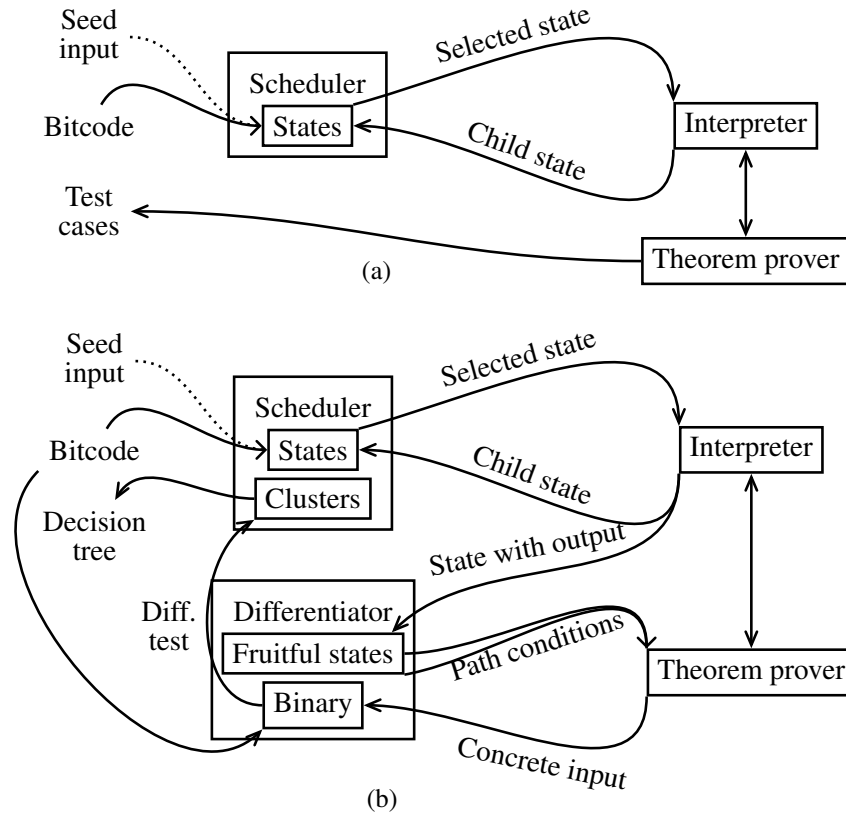 Seed
input
Bitcode
Scheduler
States
Selected state
Child state
Interpreter
Test
cases
Theorem prover
(a)
Seed
input
Bitcode
Scheduler
States
Clusters
Selected state
Child state
Interpreter
Decision
tree
State with output
Diff.
test
Differentiator
Fruitful states
Binary
Path conditions
Theorem prover
Concrete input
(b)